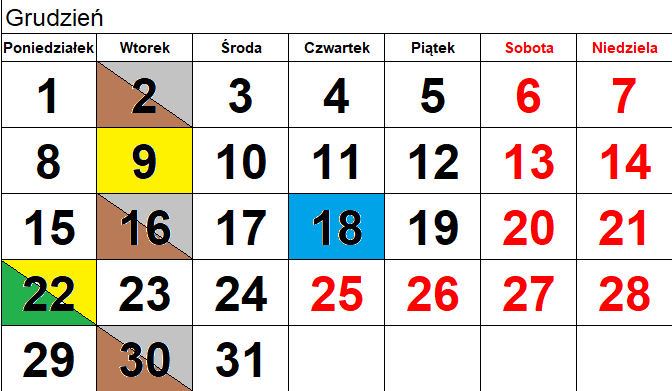 Grudzień
Poniedziałek Wtorek Środa Czwartek Piątek Sobota Niedziela
1 2 3 4 5 6 7
8 9 10 11 12 13 14
15 16 17 18 19 20 21
22 23 24 25 26 27 28
29 30 31